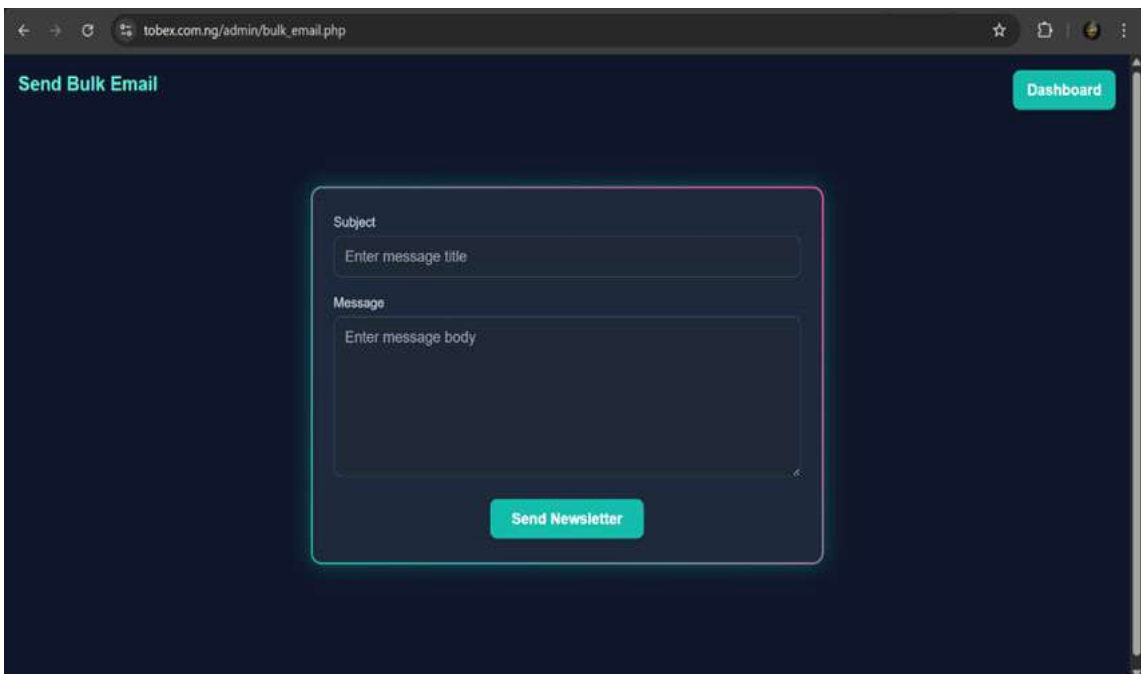 tobex.com.ng/admin/bulk_email.php
Send Bulk Email
Dashboard
Subject
Enter message title
Message
Enter message body
Send Newsletter